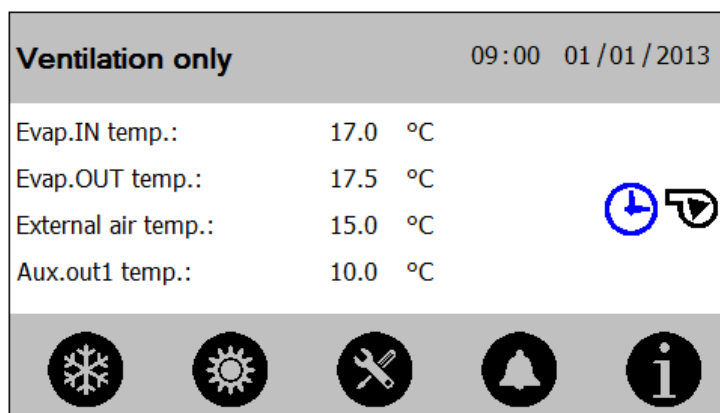 Ventilation only 09:00 01/01/2013
Evap.IN temp.: 17.0 °C
Evap.OUT temp.: 17.5 °C
External air temp.: 15.0 °C
Aux.out1 temp.: 10.0 °C